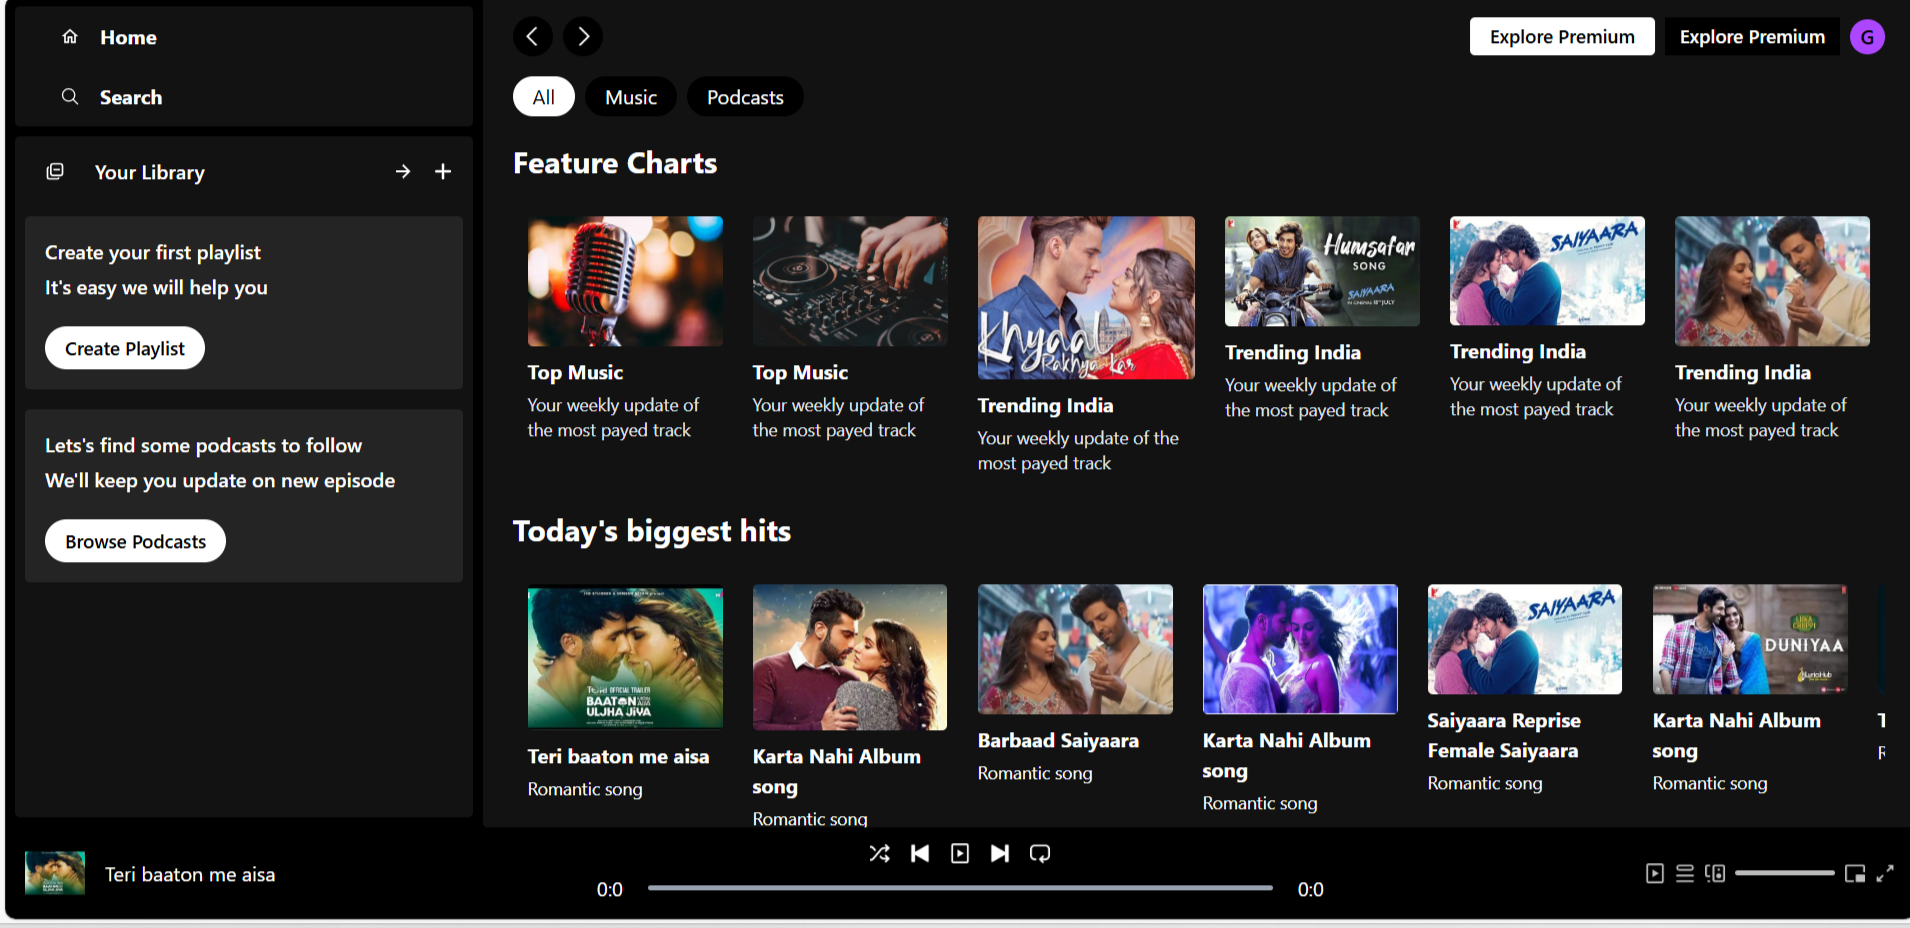 Home
Search
Your Library
Create your first playlist
It's easy we will help you
Create Playlist
Lets's find some podcasts to follow
We'll keep you update on new episode
Browse Podcasts
Explore Premium
Explore Premium
G
All
Music
Podcasts
Feature Charts
Top Music
Your weekly update of
the most payed track
Top Music
Your weekly update of
the most payed track
Khyaal
Rakhya kar
Trending India
Your weekly update of the
most payed track
Humsafar
SONG
SAIYAARA
IN CINEMAS 18TH JULY
Trending India
Your weekly update of
the most payed track
SAIYAARA
Trending India
Your weekly update of
the most payed track
Trending India
Your weekly update of
the most payed track
Today's biggest hits
OFFICIAL TRAILER
BAATON
ULJHA JiYA
Teri baaton me aisa
Romantic song
Karta Nahi Album
song
Romantic song
Barbaad Saiyaara
Romantic song
Karta Nahi Album
song
Romantic song
SAIYAARA
Saiyaara Reprise
Female Saiyaara
Romantic song
DUNIYAA
LyricsHub
Karta Nahi Album
song
Romantic song
Teri baaton me aisa
0:0
0:0